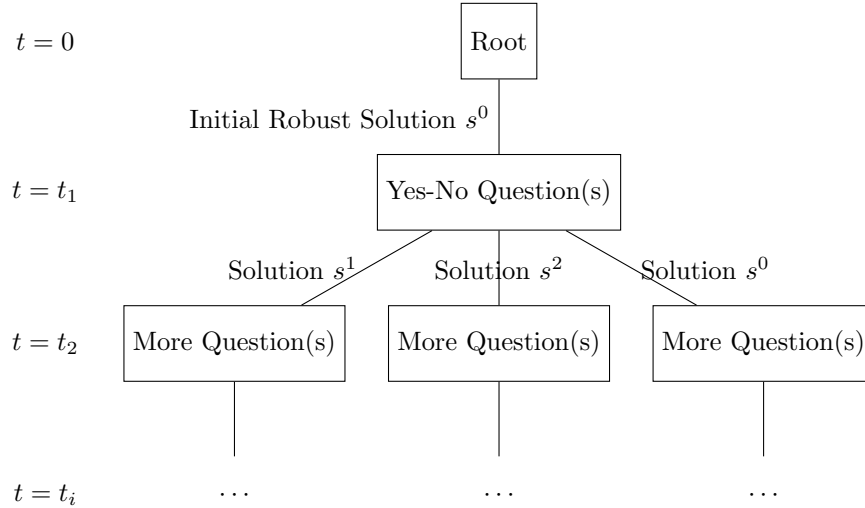 t = 0 Root
Initial Robust Solution s^0
t = t_1 Yes-No Question(s)
Solution s^1 Solution s^2 Solution s^0
t = t_2 More Question(s) More Question(s) More Question(s)
t = t_i ... ... ...